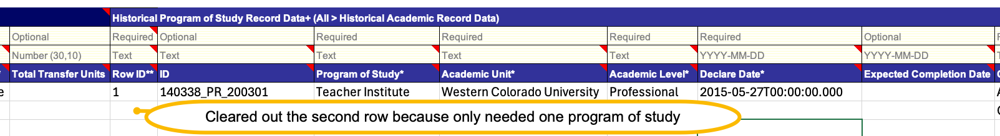 Historical Program of Study Record Data+ (All > Historical Academic Record Data)
Optional Required Optional Required Required Required Required Optional
Number (30,10) Text Text Text Text Text YYYY-MM-DD YYYY-MM-DD
* Total Transfer Units Row ID** ID Program of Study* Academic Unit* Academic Level* Declare Date* Expected Completion Date
e 1 140338_PR_200301 Teacher Institute Western Colorado University Professional 2015-05-27T00:00:00.000
Cleared out the second row because only needed one program of study